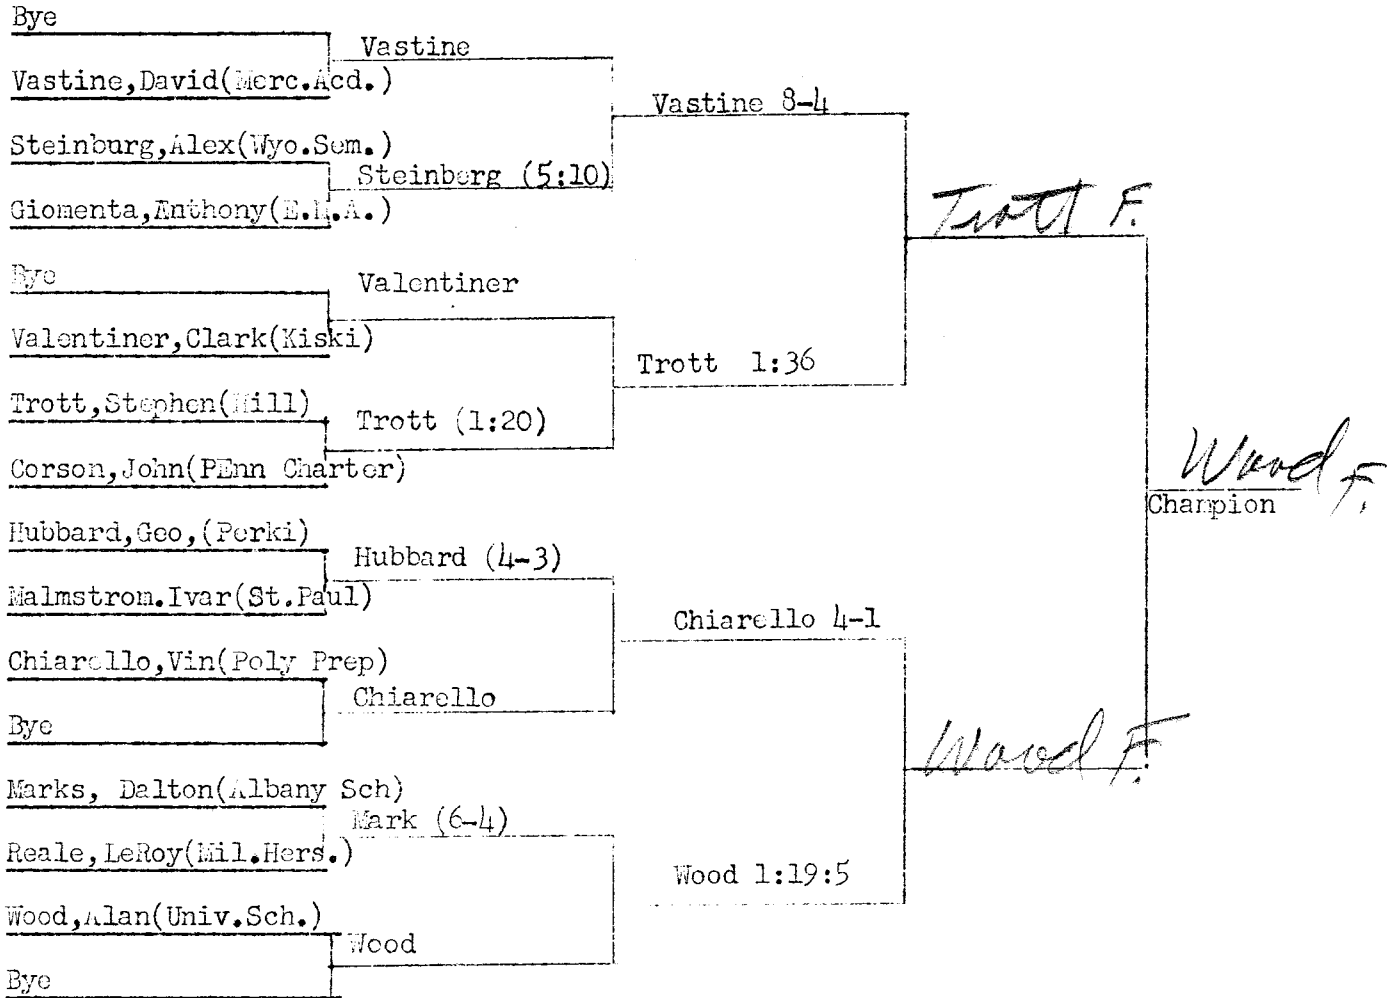 Bye
Vastine
Vastine,David(Merc.Acd.)
Vastine 8-4
Steinburg,Alex(Wyo.Sem.)
Steinberg (5:10)
Giomenta,Anthony(E.M.A.)
Trott F.
Bye
Valentiner
Valentiner,Clark(Kiski)
Trott 1:36
Trott,Stephen(Hill)
Trott (1:20)
Corson,John(PEnn Charter)
Wood F.
Champion
Hubbard,Geo,(Perki)
Hubbard (4-3)
Malmstrom.Ivar(St.Paul)
Chiarello 4-1
Chiarello,Vin(Poly Prep)
Chiarello
Bye
Wood F.
Marks, Dalton(Albany Sch)
Mark (6-4)
Reale,LeRoy(Mil.Hers.)
Wood 1:19:5
Wood,Alan(Univ.Sch.)
Wood
Bye